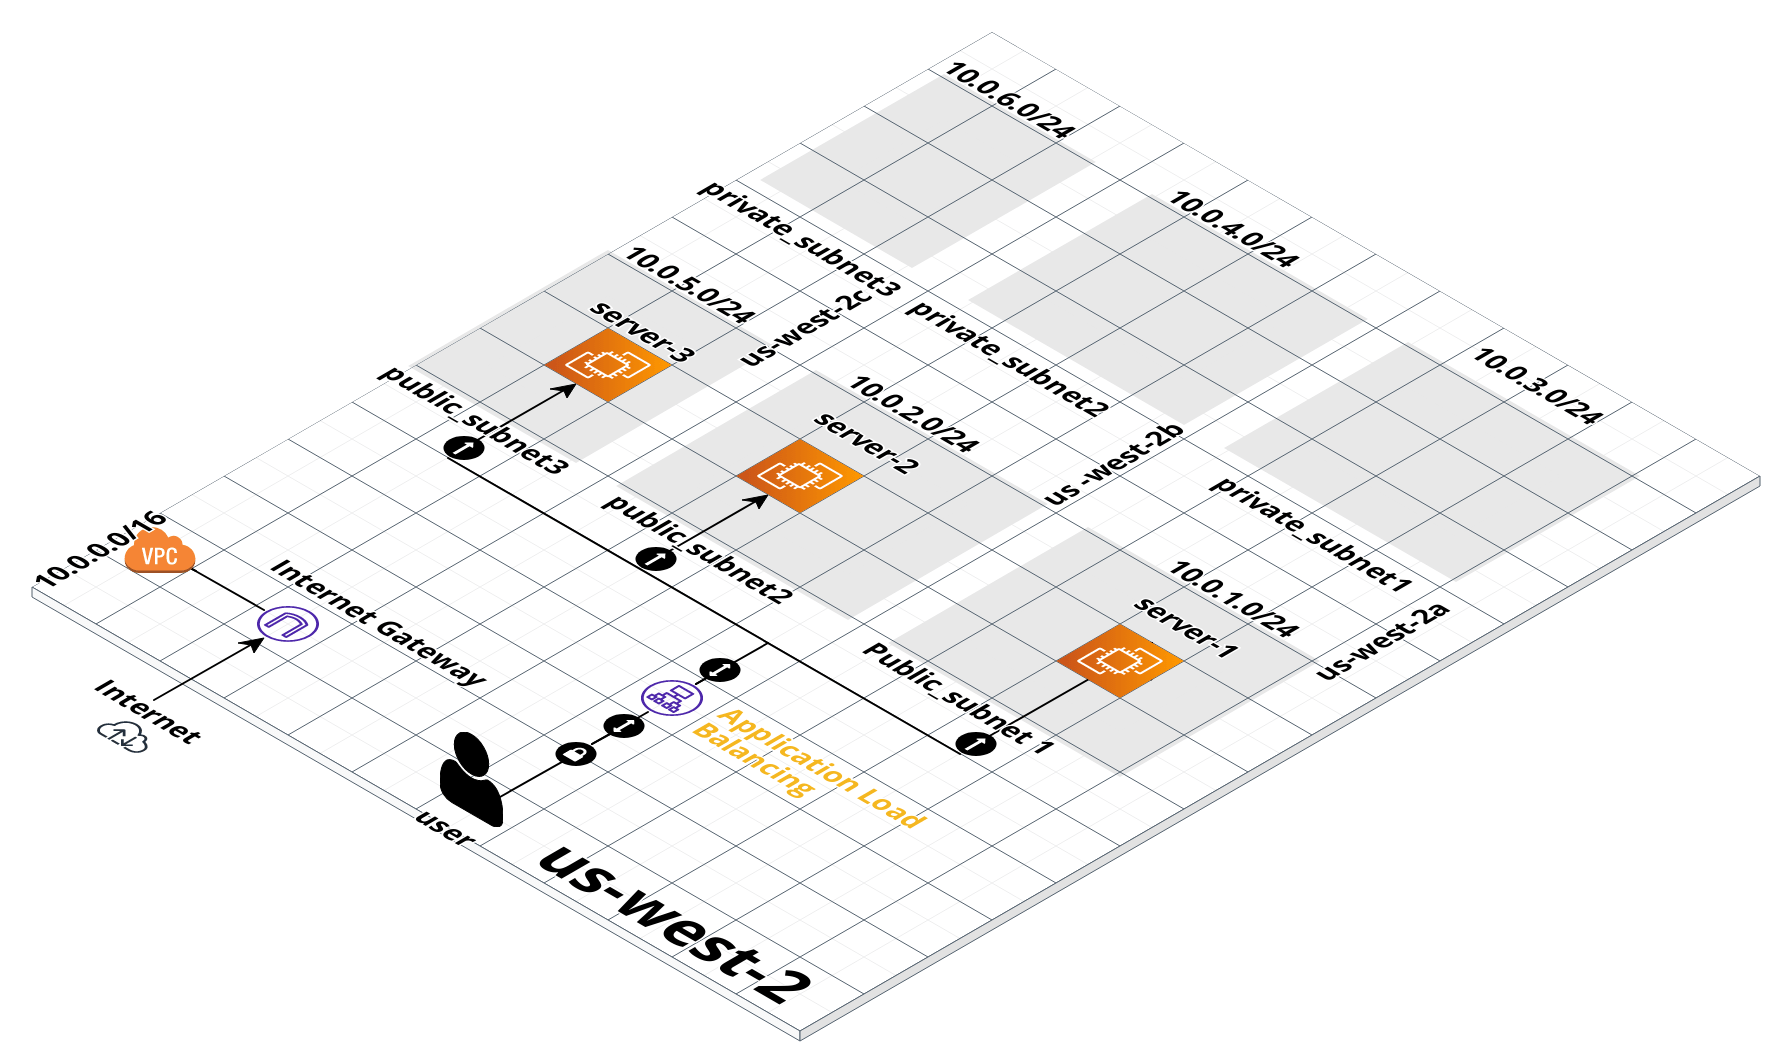 10.0.6.0/24
private_subnet3
10.0.4.0/24
private_subnet2
10.0.3.0/24
private_subnet1
us-west-2c
us -west-2b
us-west-2a
10.0.5.0/24
server-3
public_subnet3
10.0.2.0/24
server-2
public_subnet2
10.0.1.0/24
server-1
Public_subnet 1
10.0.0.0/16
VPC
Internet Gateway
Internet
Application Load
Balancing
user
us-west-2